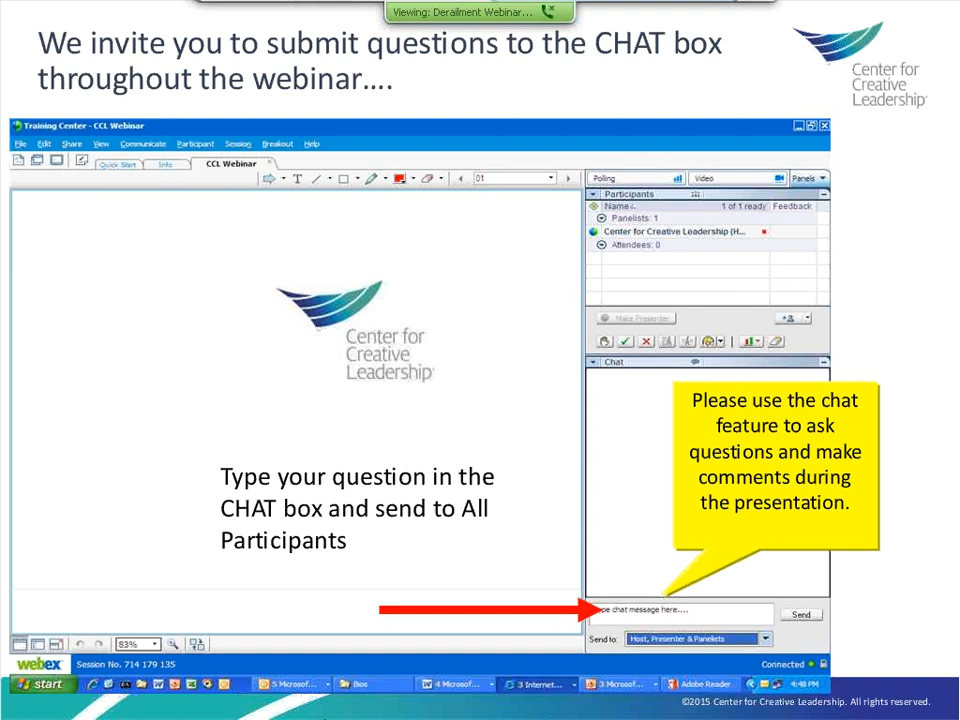 Viewing: Derailment Webinar...
We invite you to submit questions to the CHAT box
throughout the webinar....
Center for
Creative
Leadership
Training Center - CCL Webinar
File Edit Share View Communicate Participant Session Breakout Help
Quick Start Info CCL Webinar
01
Polling Video Panels
Participants
Name 1 of 1 ready Feedback
Panelists: 1
Center for Creative Leadership (H...
Attendees: 0
Make Presenter
Chat
Center for
Creative
Leadership
Please use the chat
feature to ask
questions and make
comments during
the presentation.
Type your question in the
CHAT box and send to All
Participants
ype chat message here....
Send
Send to: Host, Presenter & Panelists
83%
webex Session No. 714 179 135 Connected
start 5 Microsof... Bios 4 Microsof... 3 Internet... 3 Microsof... Adobe Reader 4:48 PM
©2015 Center for Creative Leadership. All rights reserved.